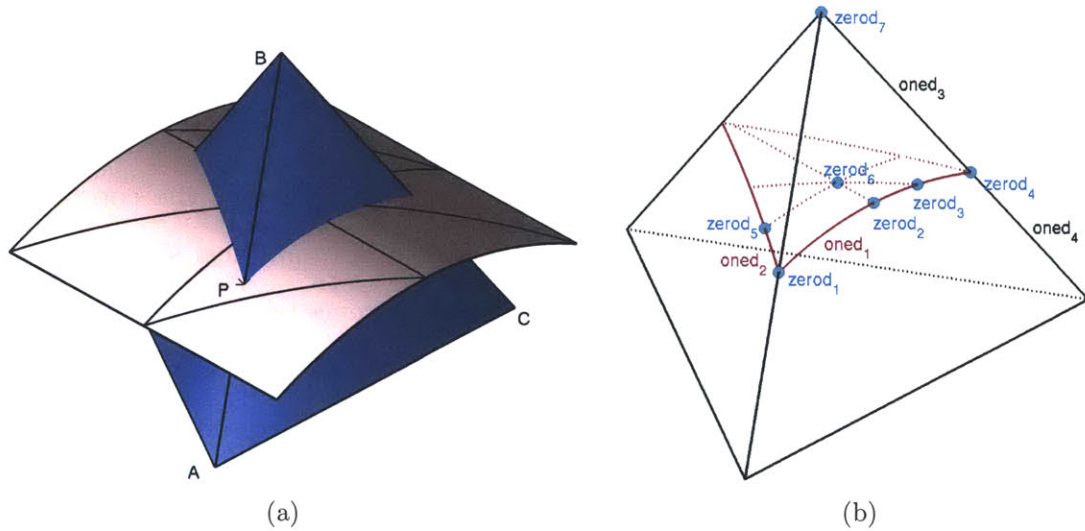 B
P
C
A
(a)
zerod7
oned3
zerod6
zerod4
zerod3
zerod2
zerod5
oned1
oned4
oned2
zerod1
(b)